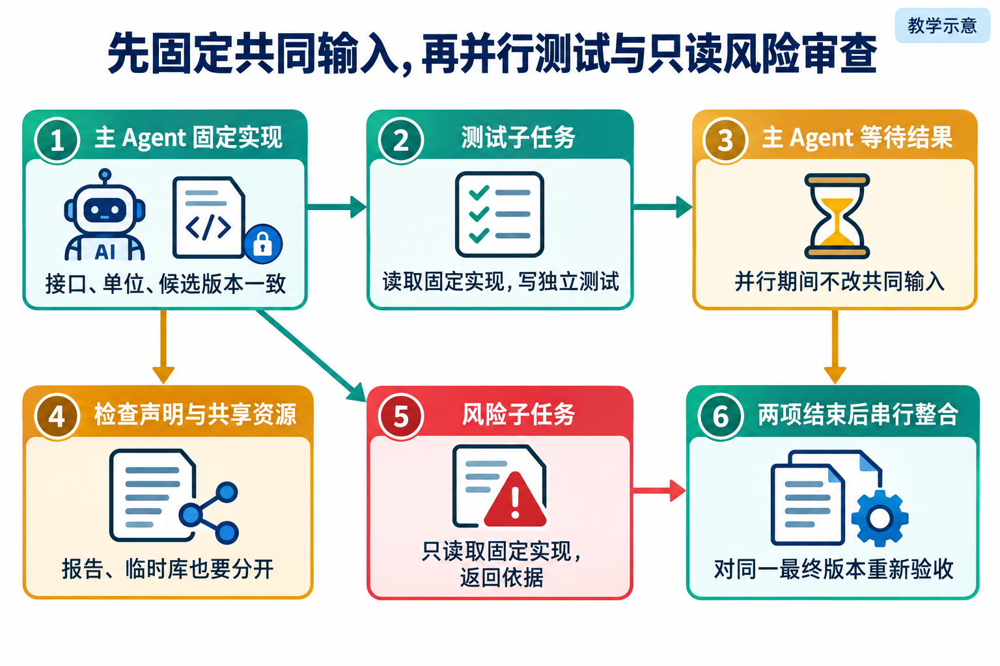 教学示意
先固定共同输入，再并行测试与只读风险审查
1 主 Agent 固定实现
AI
</>
接口、单位、候选版本一致
2 测试子任务
读取固定实现，写独立测试
3 主 Agent 等待结果
并行期间不改共同输入
4 检查声明与共享资源
报告、临时库也要分开
5 风险子任务
只读取固定实现，
返回依据
6 两项结束后串行整合
对同一最终版本重新验收